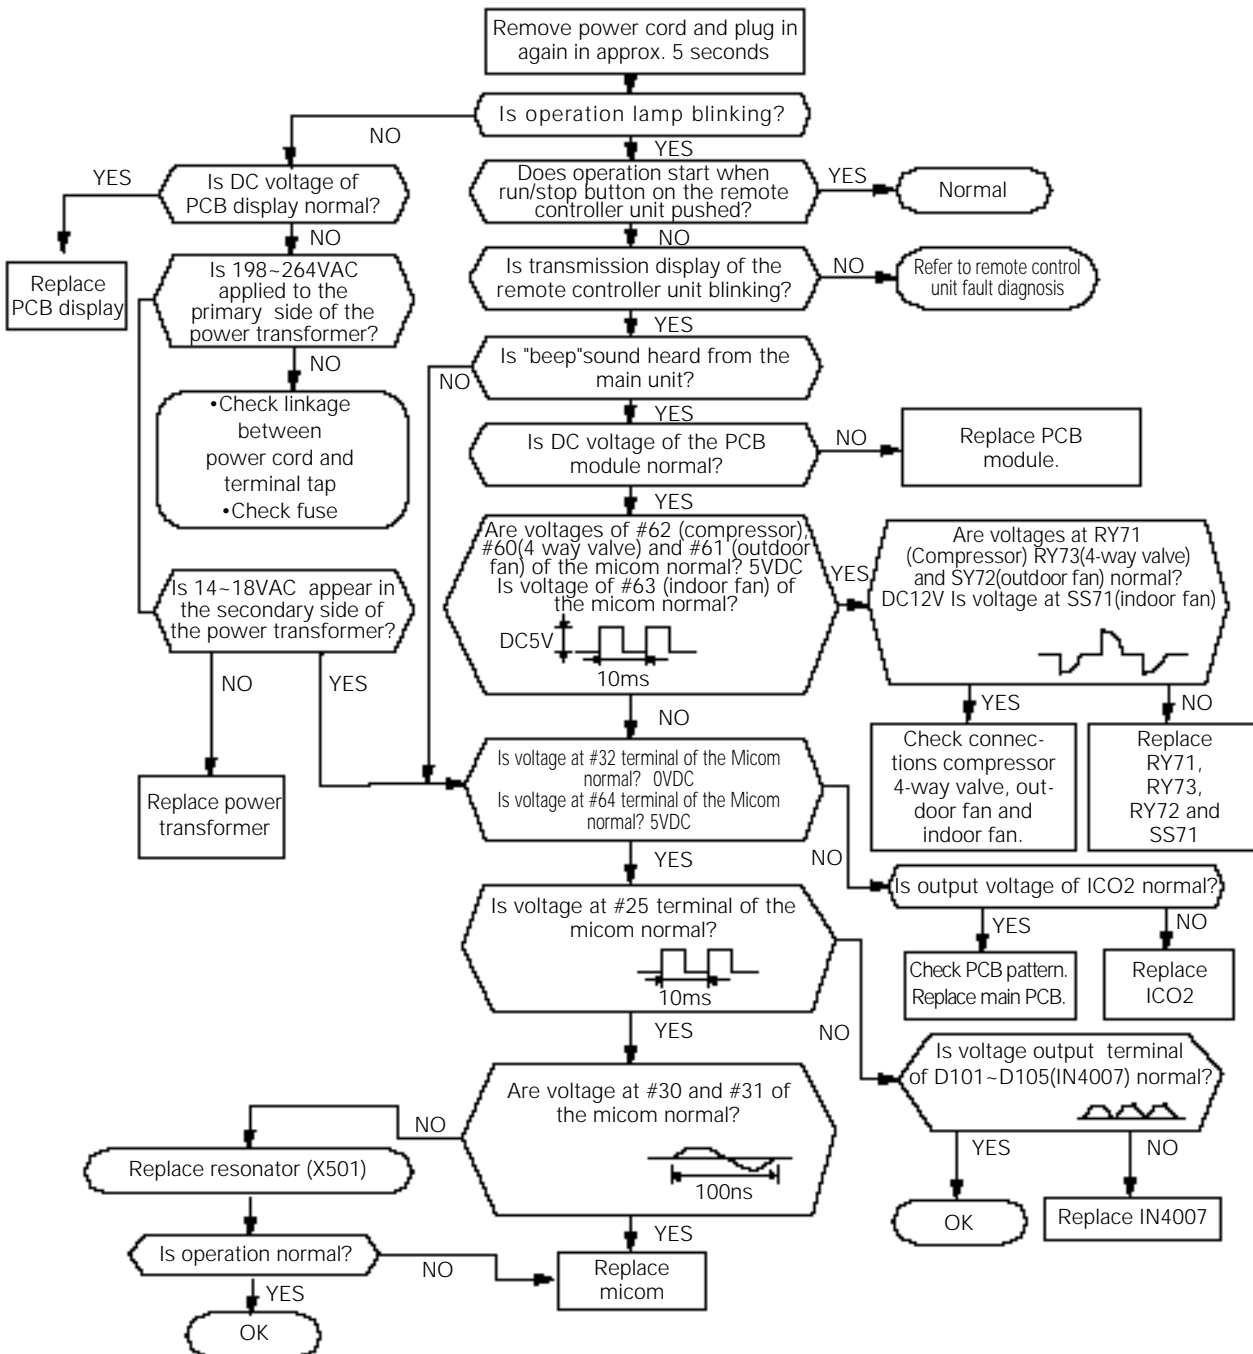 Remove power cord and plug in
again in approx. 5 seconds
Is operation lamp blinking?
NO
YES
YES
Is DC voltage of
PCB display normal?
Does operation start when
run/stop button on the remote
controller unit pushed?
YES
Normal
NO
NO
Replace
PCB display
Is 198~264VAC
applied to the
primary side of the
power transformer?
Is transmission display of the
remote controller unit blinking?
NO
Refer to remote control
unit fault diagnosis
YES
NO
Is "beep"sound heard from the
main unit?
NO
•Check linkage
between
power cord and
terminal tap
•Check fuse
YES
Is DC voltage of the PCB
module normal?
NO
Replace PCB
module.
YES
Are voltages of #62 (compressor),
#60(4 way valve) and #61 (outdoor
fan) of the micom normal? 5VDC
Is voltage of #63 (indoor fan) of
the micom normal?
DC5V
10ms
YES
Are voltages at RY71
(Compressor) RY73(4-way valve)
and SY72(outdoor fan) normal?
DC12V Is voltage at SS71(indoor fan)
Is 14~18VAC appear in
the secondary side of
the power transformer?
NO
YES
NO
YES
NO
Check connec-
tions compressor
4-way valve, out-
door fan and
indoor fan.
Replace
RY71,
RY73,
RY72 and
SS71
Replace power
transformer
Is voltage at #32 terminal of the Micom
normal? 0VDC
Is voltage at #64 terminal of the Micom
normal? 5VDC
YES
NO
Is output voltage of ICO2 normal?
YES
NO
Check PCB pattern.
Replace main PCB.
Replace
ICO2
Is voltage at #25 terminal of the
micom normal?
10ms
YES
NO
Is voltage output terminal
of D101~D105(IN4007) normal?
YES
NO
OK
Replace IN4007
Are voltage at #30 and #31 of
the micom normal?
100ns
NO
YES
Replace resonator (X501)
Is operation normal?
NO
Replace
micom
YES
OK